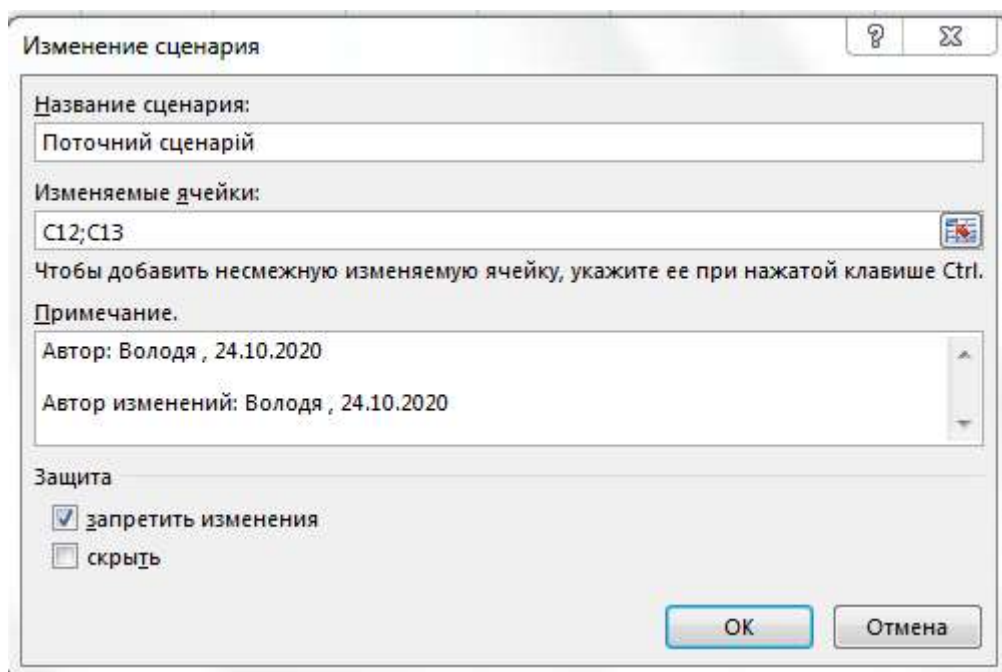 Изменение сценария
Название сценария:
Поточний сценарій
Изменяемые ячейки:
C12;C13
Чтобы добавить несмежную изменяемую ячейку, укажите ее при нажатой клавише Ctrl.
Примечание.
Автор: Володя , 24.10.2020
Автор изменений: Володя , 24.10.2020
Защита
запретить изменения
скрыть
ОК
Отмена